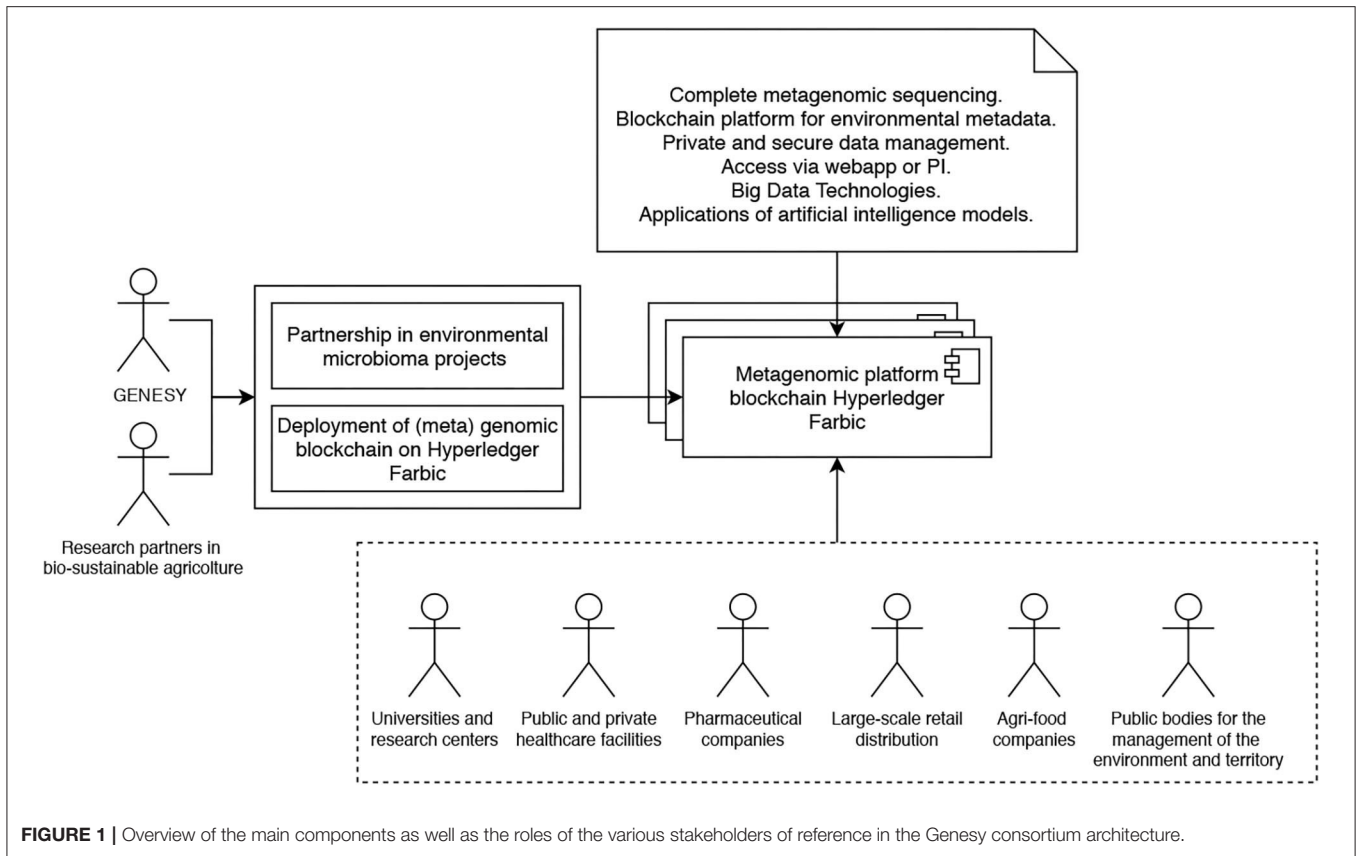 Complete metagenomic sequencing.
Blockchain platform for environmental metadata.
Private and secure data management.
Access via webapp or PI.
Big Data Technologies.
Applications of artificial intelligence models.
GENESY
Research partners in
bio-sustainable agricolture
Partnership in environmental
microbioma projects
Deployment of (meta) genomic
blockchain on Hyperledger
Farbic
Metagenomic platform
blockchain Hyperledger
Farbic
Universities and
research centers
Public and private
healthcare facilities
Pharmaceutical
companies
Large-scale retail
distribution
Agri-food
companies
Public bodies for the
management of the
environment and territory
FIGURE 1 | Overview of the main components as well as the roles of the various stakeholders of reference in the Genesy consortium architecture.